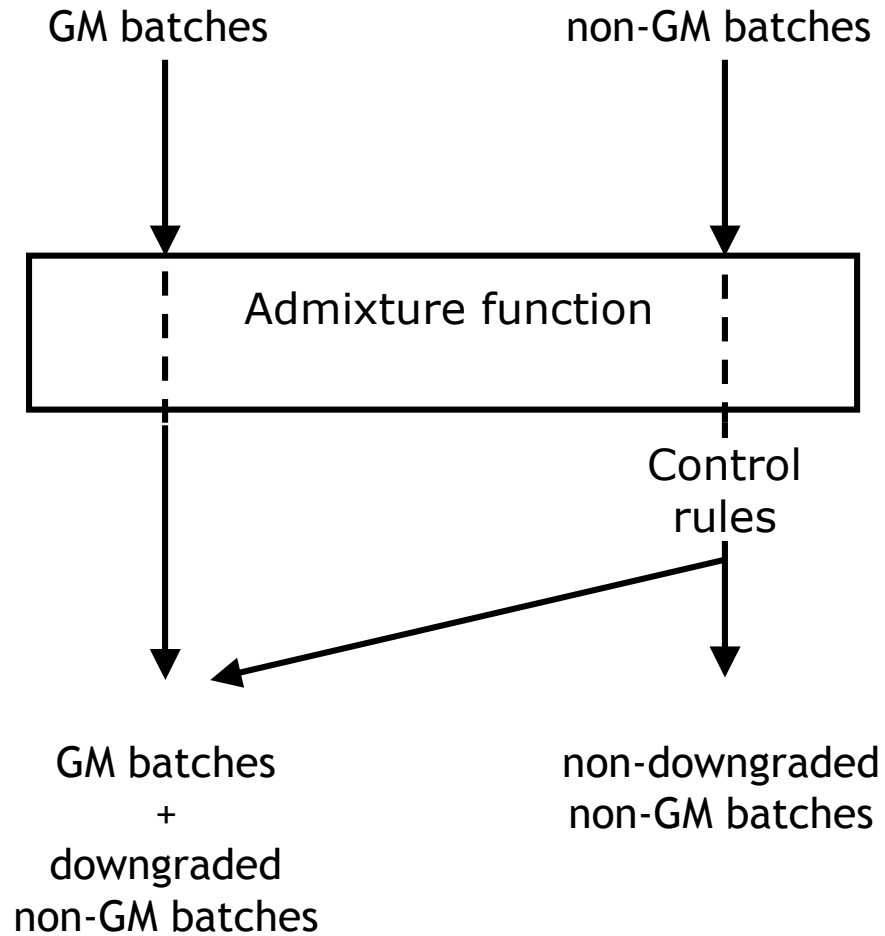 GM batches
non-GM batches
Admixture function
Control
rules
GM batches
+
downgraded
non-GM batches
non-downgraded
non-GM batches